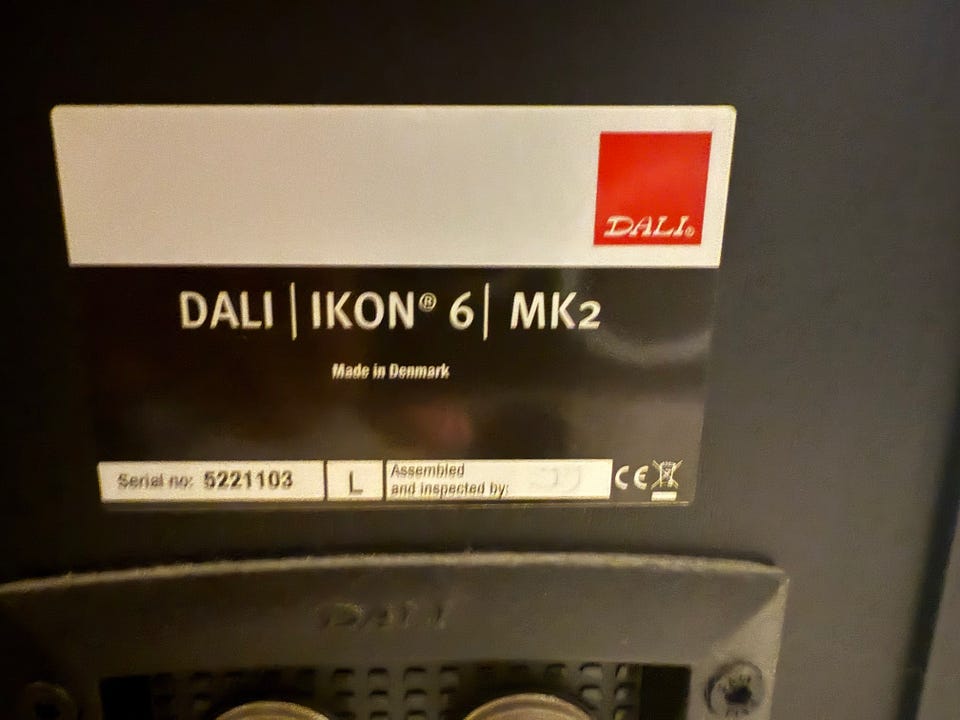 DALI®
DALI | IKON® 6 | MK2
Made in Denmark
Serial no: 5221103
L
Assembled
and inspected by:
CE
DALI